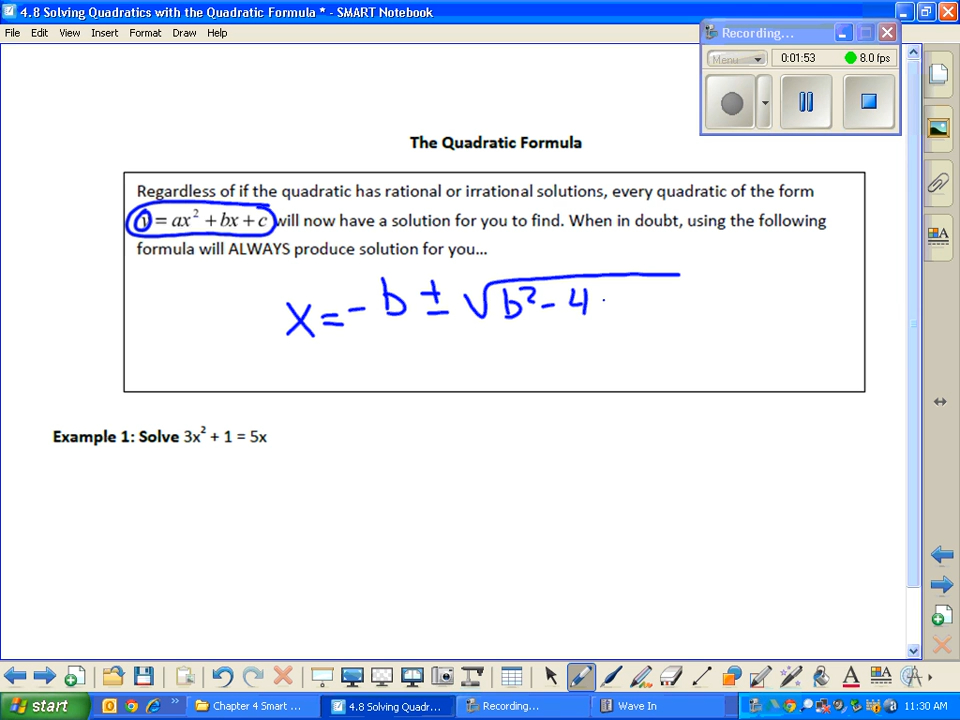 4.8 Solving Quadratics with the Quadratic Formula * - SMART Notebook
File Edit View Insert Format Draw Help
Recording...
Menu 0:01:53 8.0 fps
The Quadratic Formula
Regardless of if the quadratic has rational or irrational solutions, every quadratic of the form
y = ax² + bx + c will now have a solution for you to find. When in doubt, using the following
formula will ALWAYS produce solution for you...
x = - b ± √b² - 4
Example 1: Solve 3x² + 1 = 5x
start Chapter 4 Smart ... 4.8 Solving Quadr... Recording... Wave In 11:30 AM